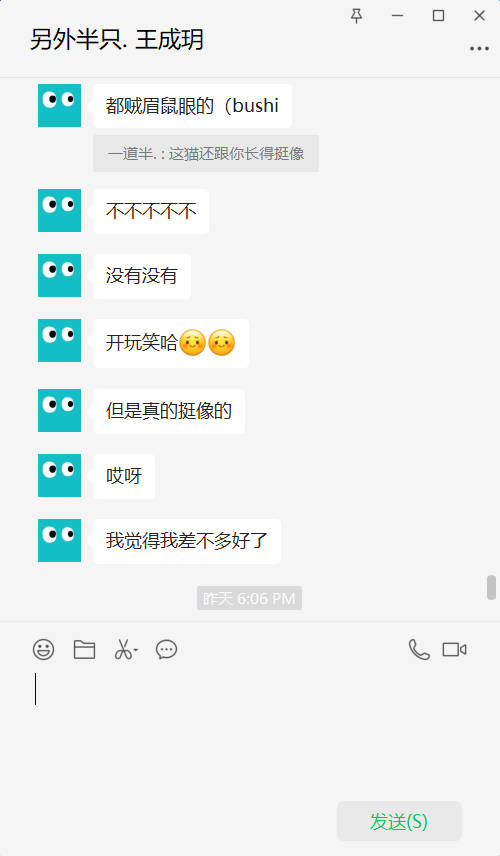 另外半只. 王成玥
都贼眉鼠眼的（bushi
一道半. : 这猫还跟你长得挺像
不不不不不
没有没有
开玩笑哈
但是真的挺像的
哎呀
我觉得我差不多好了
昨天 6:06 PM
发送(S)